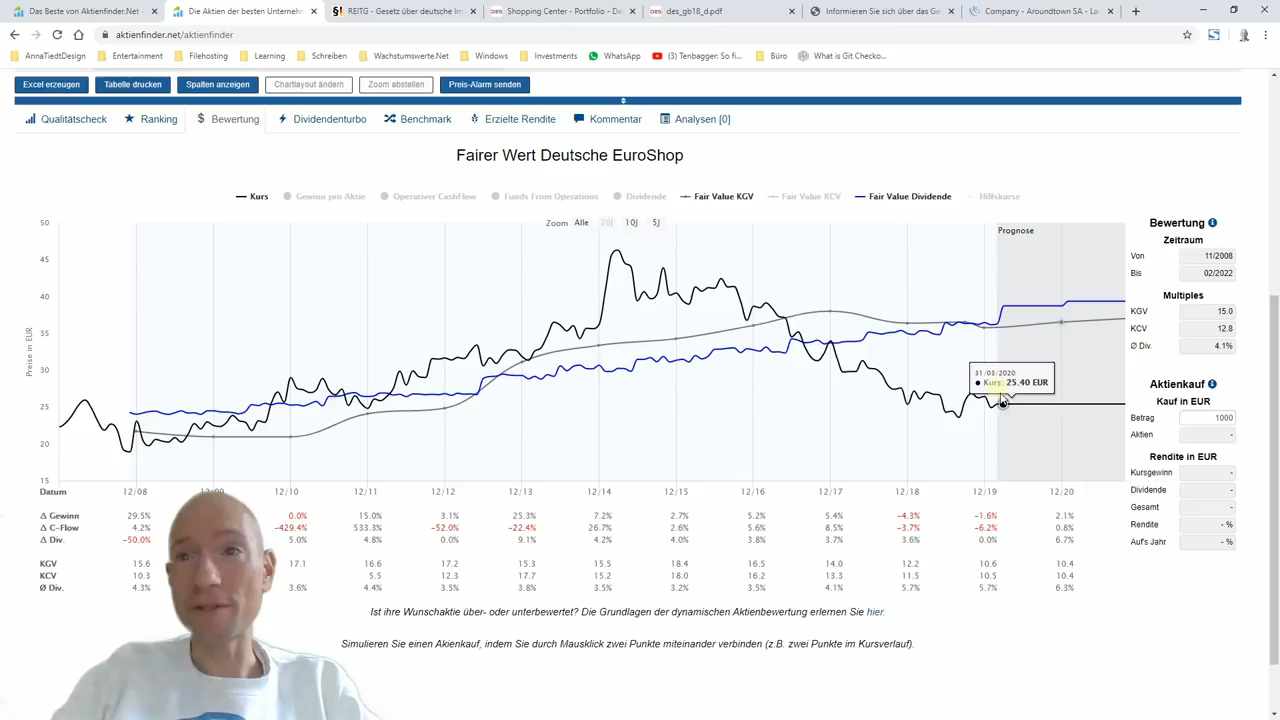 Das Beste von Aktienfinder.Net -
Die Aktien der besten Unternehm
REITG - Gesetz über deutsche Im
Shopping Center - Portfolio - De
des_gb18_d.pdf
Informieren Sie sich über das Ge
Company - Aroundtown SA - La
aktienfinder.net/aktienfinder
AnnaTiedtDesign
Entertainment
Filehosting
Learning
Schreiben
Wachstumswerte.Net
Windows
Investments
WhatsApp
(3) Tenbagger: So fi...
Büro
What is Git Checko...
Excel erzeugen
Tabelle drucken
Spalten anzeigen
Chartlayout ändern
Zoom abstellen
Preis-Alarm senden
Qualitätscheck
Ranking
$ Bewertung
Dividendenturbo
Benchmark
Erzielte Rendite
Kommentar
Analysen [0]
Fairer Wert Deutsche EuroShop
Kurs
Gewinn pro Aktie
Operativer CashFlow
Funds From Operations
Dividende
Fair Value KGV
Fair Value KCV
Fair Value Dividende
Hilfskurse
Zoom Alle 20J 10J 5J
Prognose
Preise in EUR
50
45
40
35
30
25
20
15
31/03/2020
Kurs: 25.40 EUR
Datum 12/08 12/09 12/10 12/11 12/12 12/13 12/14 12/15 12/16 12/17 12/18 12/19 12/20
Δ Gewinn 29.5% 0.0% 15.0% 3.1% 25.3% 7.2% 2.7% 5.2% 5.4% −4.3% −1.6% 2.1%
Δ C-Flow 4.2% −429.4% 533.3% −52.0% −22.4% 26.7% 2.6% 5.6% 8.5% −3.7% −6.2% 0.8%
Δ Div. −50.0% 5.0% 4.8% 0.0% 9.1% 4.2% 4.0% 3.8% 3.7% 3.6% 0.0% 6.7%
KGV 15.6 17.1 16.6 17.2 15.3 15.5 18.4 16.5 14.0 12.2 10.6 10.4
KCV 10.3 5.5 12.3 17.7 15.2 18.0 16.2 13.3 11.5 10.5 10.4
Ø Div. 4.3% 3.6% 4.4% 3.5% 3.8% 3.5% 3.2% 3.5% 4.1% 5.7% 5.7% 6.3%
Ist ihre Wunschaktie über- oder unterbewertet? Die Grundlagen der dynamischen Aktienbewertung erlernen Sie hier.
Simulieren Sie einen Akienkauf, indem Sie durch Mausklick zwei Punkte miteinander verbinden (z.B. zwei Punkte im Kursverlauf).
Bewertung
Zeitraum
Von 11/2008
Bis 02/2022
Multiples
KGV 15.0
KCV 12.8
Ø Div. 4.1%
Aktienkauf
Kauf in EUR
Betrag 1000
Aktien -
Rendite in EUR
Kursgewinn -
Dividende -
Gesamt -
Rendite - %
Auf's Jahr - %